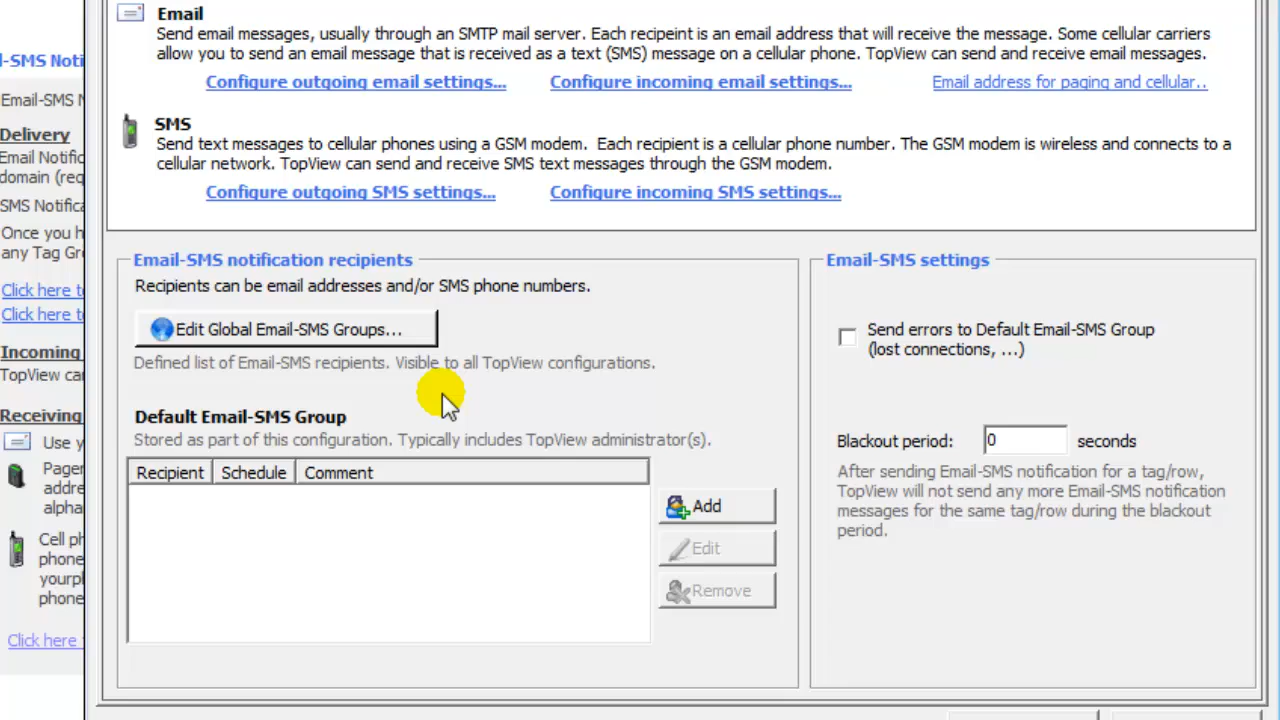 Email
Send email messages, usually through an SMTP mail server. Each recipeint is an email address that will receive the message. Some cellular carriers
allow you to send an email message that is received as a text (SMS) message on a cellular phone. TopView can send and receive email messages.
Configure outgoing email settings... Configure incoming email settings... Email address for paging and cellular..
SMS
Send text messages to cellular phones using a GSM modem. Each recipient is a cellular phone number. The GSM modem is wireless and connects to a
cellular network. TopView can send and receive SMS text messages through the GSM modem.
Configure outgoing SMS settings... Configure incoming SMS settings...
Email-SMS notification recipients
Recipients can be email addresses and/or SMS phone numbers.
Edit Global Email-SMS Groups...
Defined list of Email-SMS recipients. Visible to all TopView configurations.
Default Email-SMS Group
Stored as part of this configuration. Typically includes TopView administrator(s).
Recipient Schedule Comment
Add
Edit
Remove
Email-SMS settings
Send errors to Default Email-SMS Group
(lost connections, ...)
Blackout period: 0 seconds
After sending Email-SMS notification for a tag/row,
TopView will not send any more Email-SMS notification
messages for the same tag/row during the blackout
period.
l-SMS Noti
Email-SMS N
Delivery
Email Notific
domain (req
SMS Notifica
Once you h
any Tag Gr
Click here t
Click here t
Incoming
TopView ca
Receiving
Use y
Pager
addre
alpha
Cell ph
phone
yourpl
phone
Click here